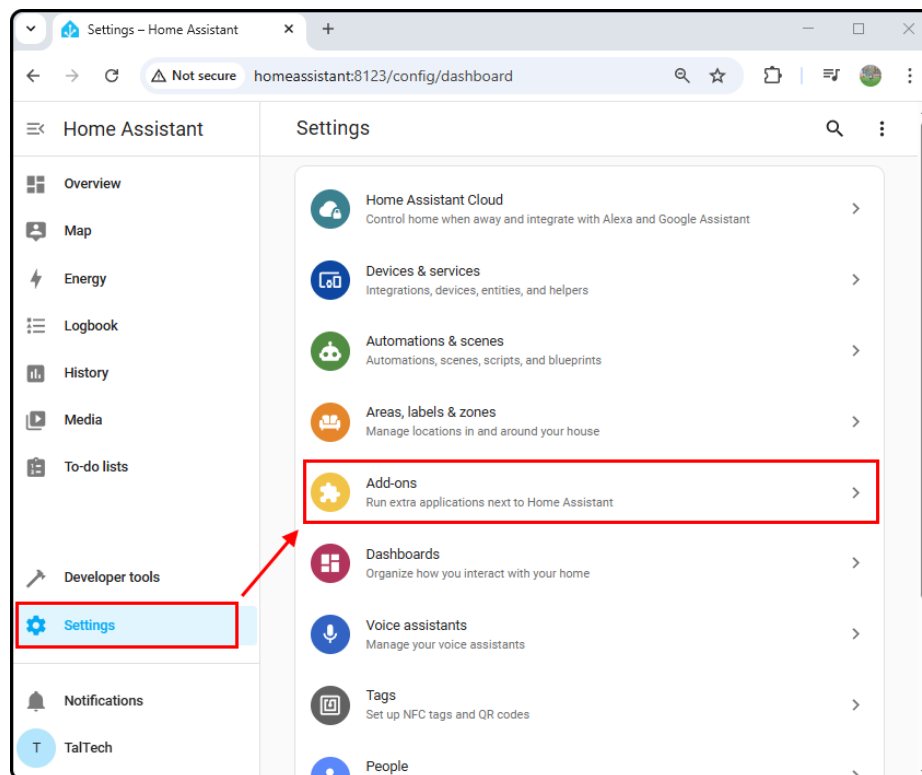 Settings – Home Assistant
Not secure homeassistant:8123/config/dashboard
Home Assistant
Overview
Map
Energy
Logbook
History
Media
To-do lists
Developer tools
Settings
Notifications
T TalTech
Settings
Home Assistant Cloud
Control home when away and integrate with Alexa and Google Assistant
Devices & services
Integrations, devices, entities, and helpers
Automations & scenes
Automations, scenes, scripts, and blueprints
Areas, labels & zones
Manage locations in and around your house
Add-ons
Run extra applications next to Home Assistant
Dashboards
Organize how you interact with your home
Voice assistants
Manage your voice assistants
Tags
Set up NFC tags and QR codes
People